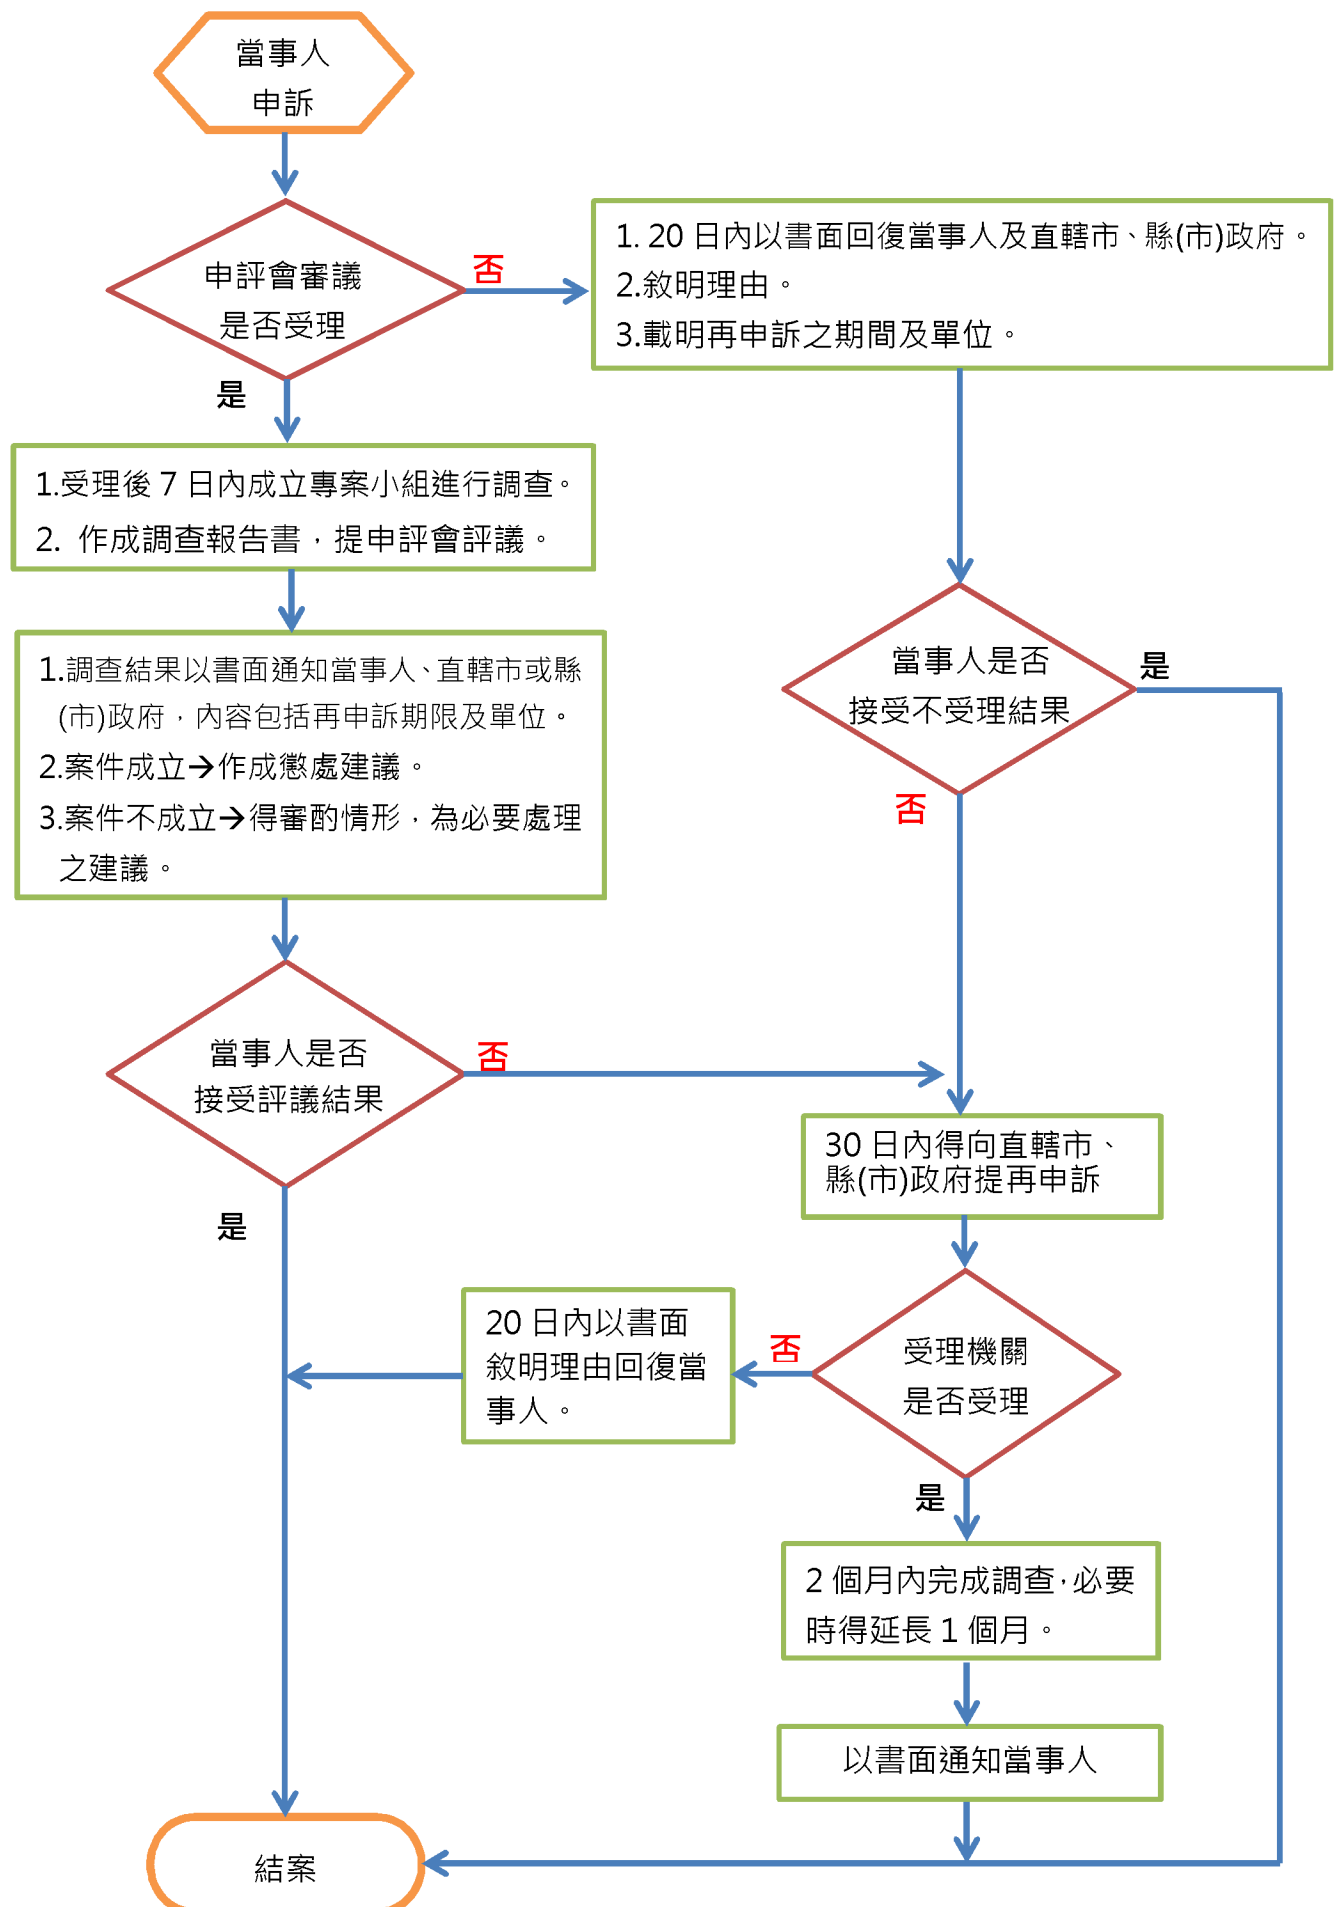 當事人
申訴
申評會審議
是否受理
否
1. 20 日內以書面回復當事人及直轄市、縣(市)政府。
2.敘明理由。
3.載明再申訴之期間及單位。
是
1.受理後 7 日內成立專案小組進行調查。
2. 作成調查報告書，提申評會評議。
1.調查結果以書面通知當事人、直轄市或縣
(市)政府，內容包括再申訴期限及單位。
2.案件成立→作成懲處建議。
3.案件不成立→得審酌情形，為必要處理
之建議。
當事人是否
接受不受理結果
是
否
當事人是否
接受評議結果
否
是
30 日內得向直轄市、
縣(市)政府提再申訴
受理機關
是否受理
否
20 日內以書面
敘明理由回復當
事人。
是
2 個月內完成調查，必要
時得延長 1 個月。
以書面通知當事人
結案